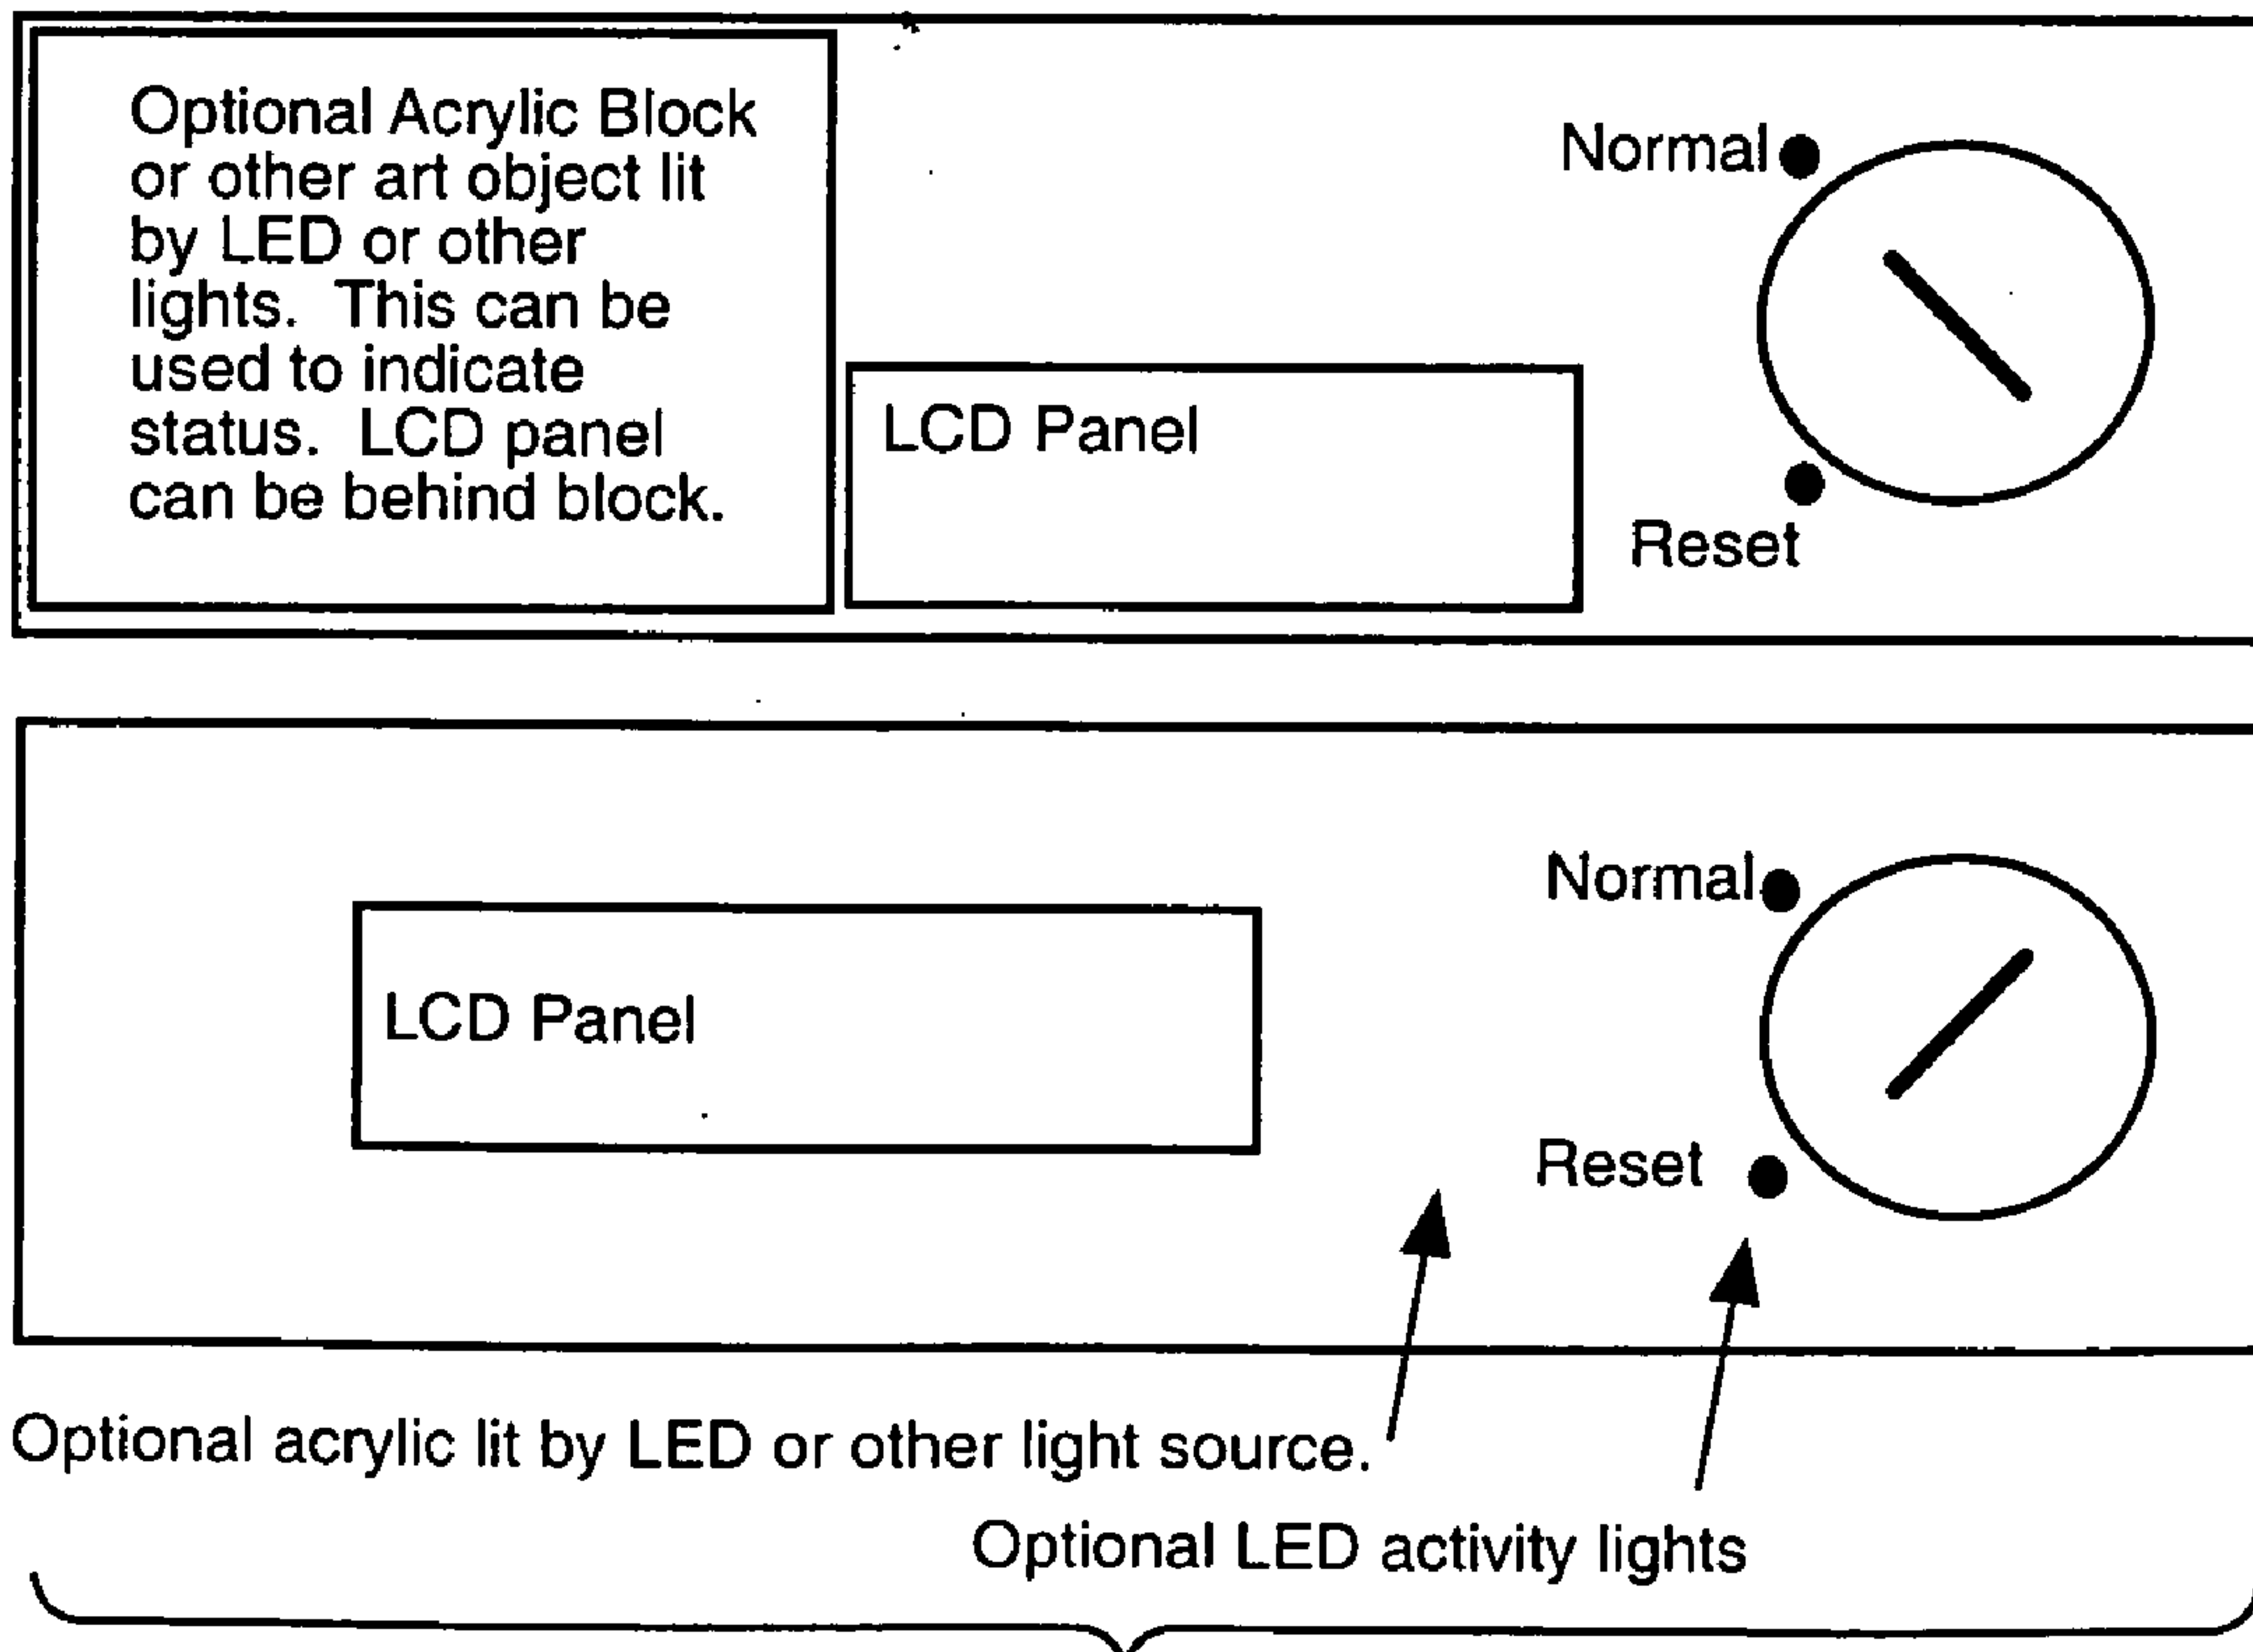 Optional Acrylic Block
or other art object lit
by LED or other
lights. This can be
used to indicate
status. LCD panel
can be behind block.
LCD Panel
Normal
Reset
LCD Panel
Normal
Reset
Optional acrylic lit by LED or other light source.
Optional LED activity lights